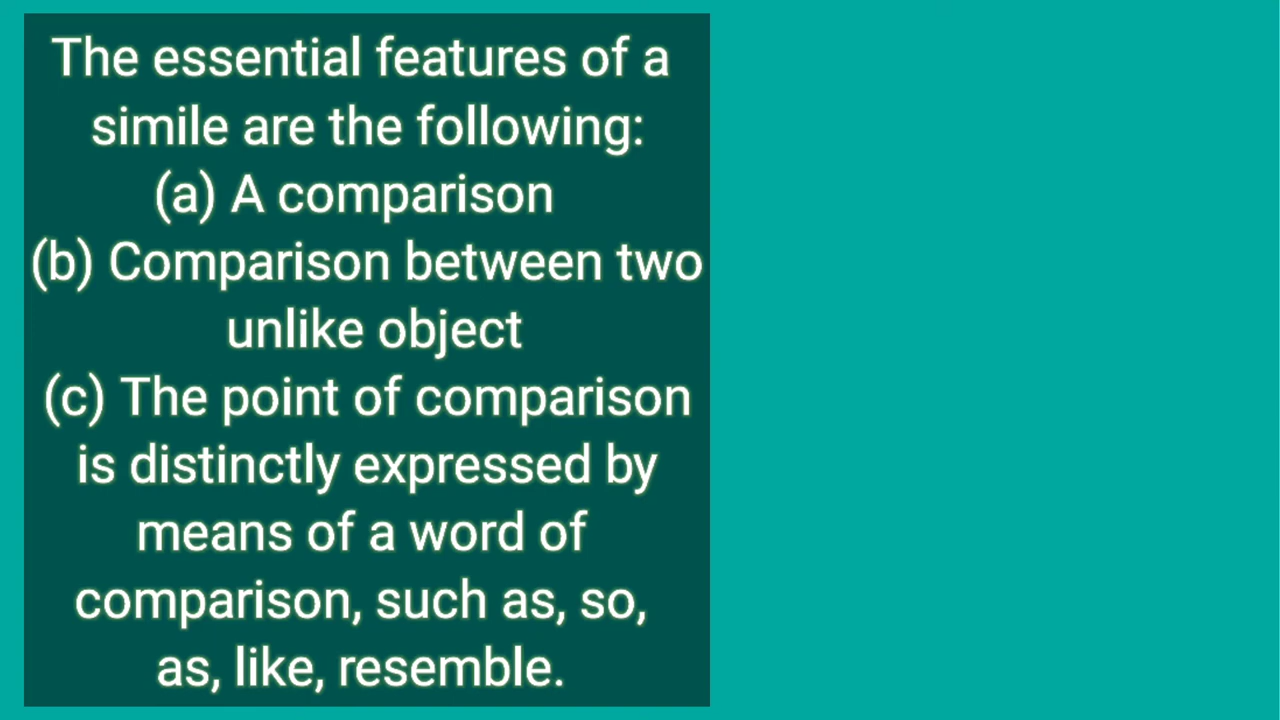 The essential features of a
simile are the following:
(a) A comparison
(b) Comparison between two
unlike object
(c) The point of comparison
is distinctly expressed by
means of a word of
comparison, such as, so,
as, like, resemble.